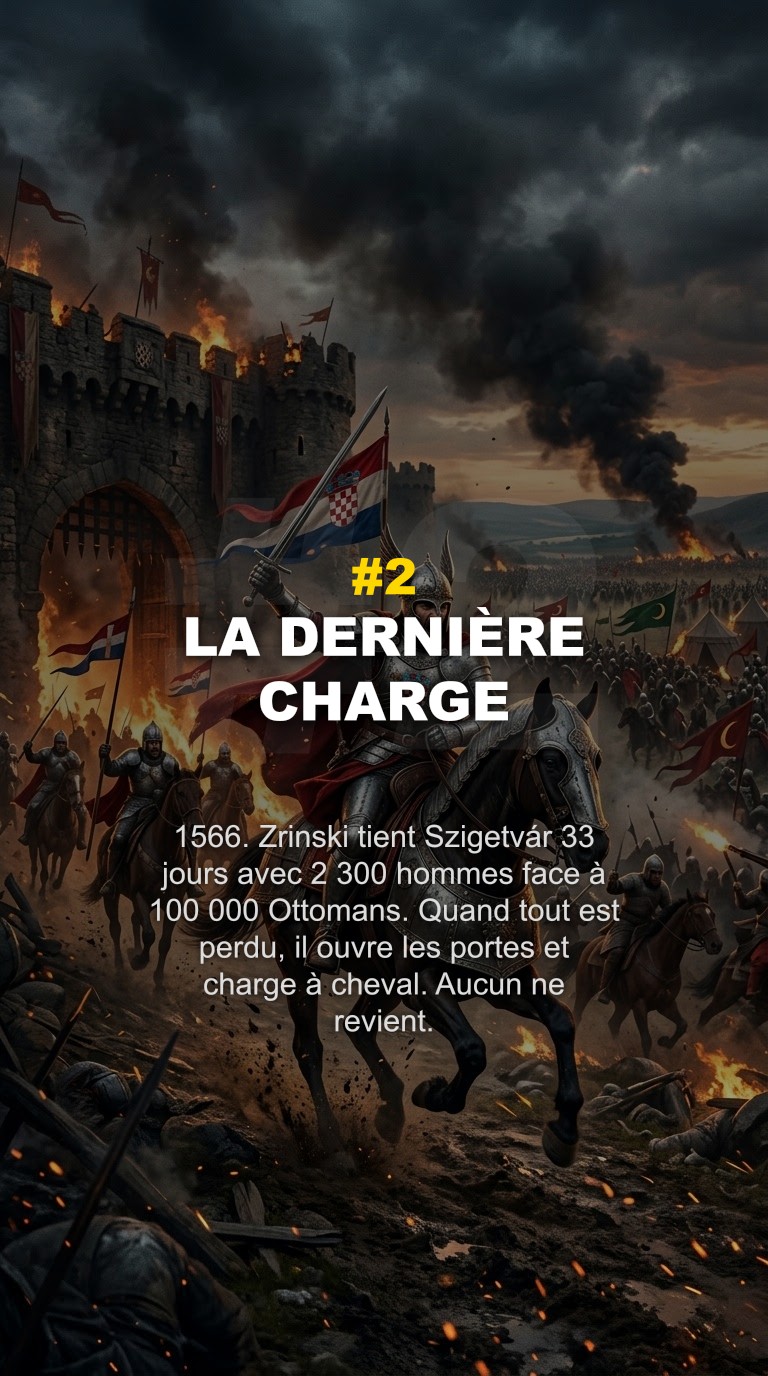 #2
LA DERNIÈRE
CHARGE
1566. Zrinski tient Szigetvár 33
jours avec 2 300 hommes face à
100 000 Ottomans. Quand tout est
perdu, il ouvre les portes et
charge à cheval. Aucun ne
revient.